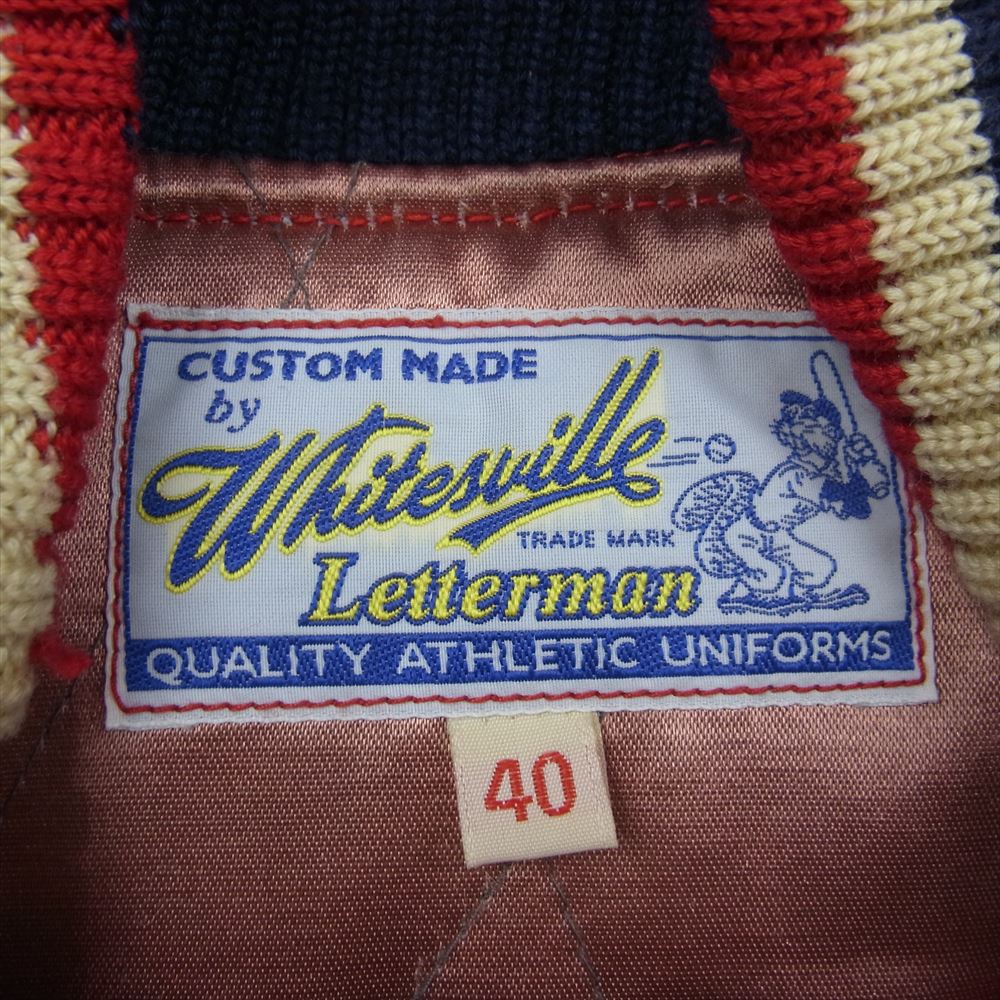 CUSTOM MADE
by
Whitesville
TRADE MARK
Letterman
QUALITY ATHLETIC UNIFORMS
40